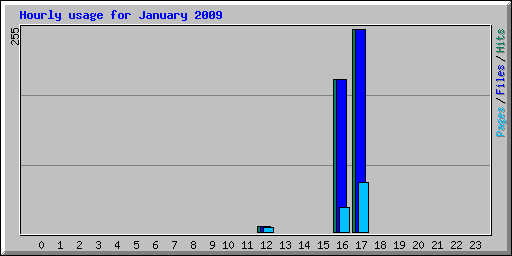 Hourly usage for January 2009
255
Pages/Files/Hits
0 1 2 3 4 5 6 7 8 9 10 11 12 13 14 15 16 17 18 19 20 21 22 23